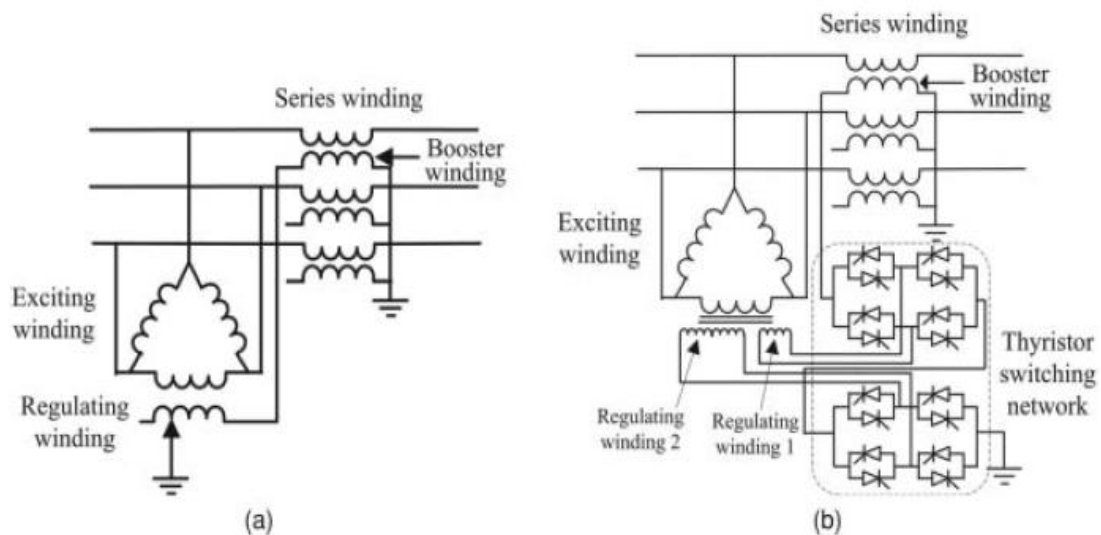 Series winding
Booster
winding
Exciting
winding
Regulating
winding
(a)
Series winding
Booster
winding
Exciting
winding
Regulating
winding 2
Regulating
winding 1
Thyristor
switching
network
(b)